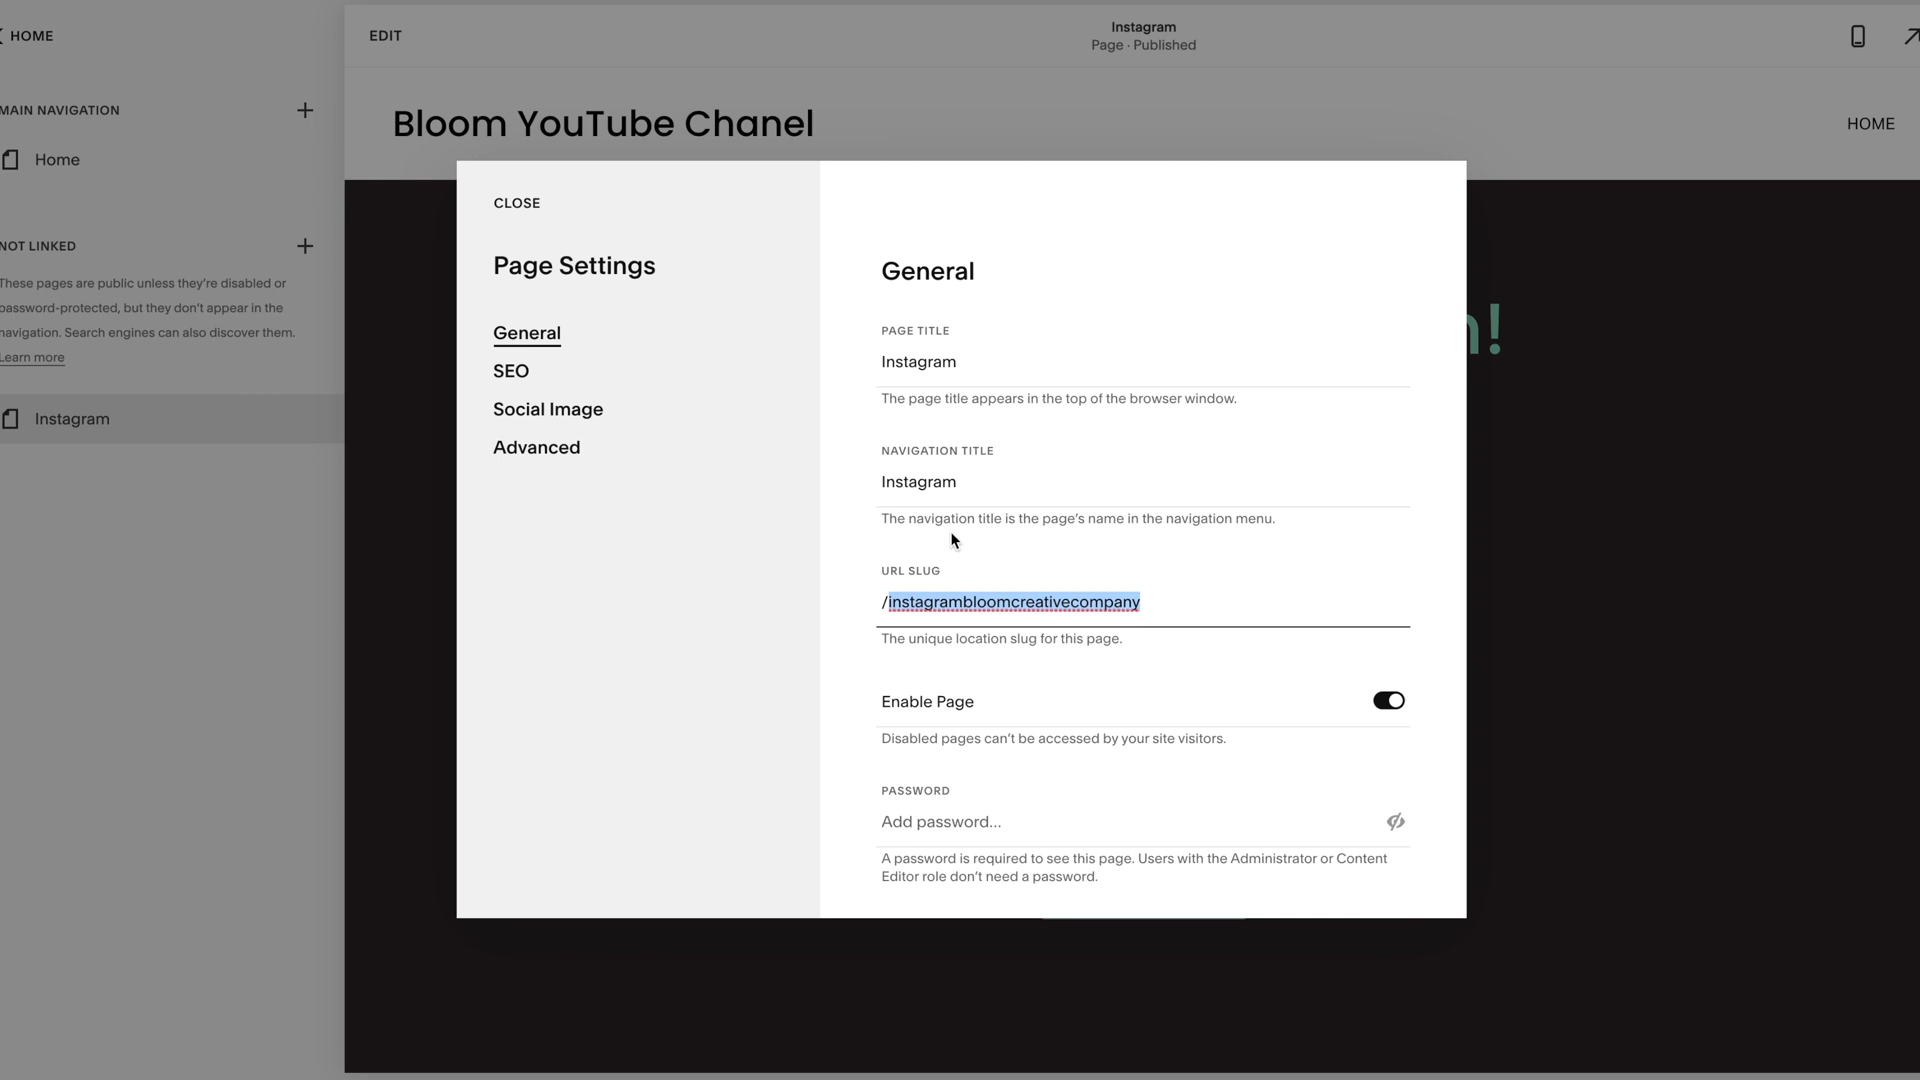 HOME
EDIT
Instagram
Page · Published
MAIN NAVIGATION
Home
NOT LINKED
These pages are public unless they're disabled or
password-protected, but they don't appear in the
navigation. Search engines can also discover them.
Learn more
Instagram
Bloom YouTube Chanel
HOME
!
CLOSE
Page Settings
General
SEO
Social Image
Advanced
General
PAGE TITLE
Instagram
The page title appears in the top of the browser window.
NAVIGATION TITLE
Instagram
The navigation title is the page's name in the navigation menu.
URL SLUG
/instagrambloomcreativecompany
The unique location slug for this page.
Enable Page
Disabled pages can't be accessed by your site visitors.
PASSWORD
Add password...
A password is required to see this page. Users with the Administrator or Content
Editor role don't need a password.